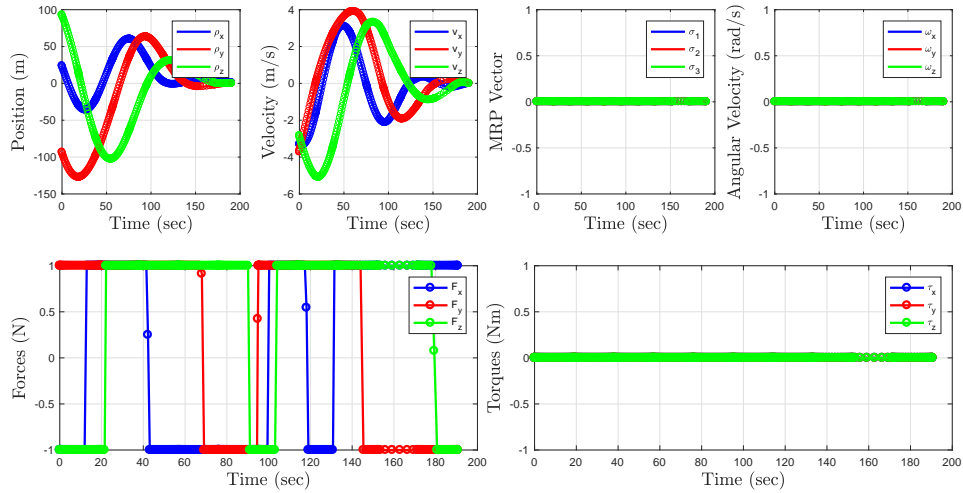 100
50
0
-50
-100
-150
Position (m)
ρx
ρy
ρz
0 50 100 150 200
Time (sec)
4
2
0
-2
-4
-6
Velocity (m/s)
vx
vy
vz
0 50 100 150 200
Time (sec)
1
0.5
0
-0.5
-1
MRP Vector
σ1
σ2
σ3
0 50 100 150 200
Time (sec)
1
0.5
0
-0.5
-1
Angular Velocity (rad/s)
ωx
ωy
ωz
0 50 100 150 200
Time (sec)
1
0.5
0
-0.5
-1
Forces (N)
Fx
Fy
Fz
0 20 40 60 80 100 120 140 160 180 200
Time (sec)
1
0.5
0
-0.5
-1
Torques (Nm)
τx
τy
τz
0 20 40 60 80 100 120 140 160 180 200
Time (sec)